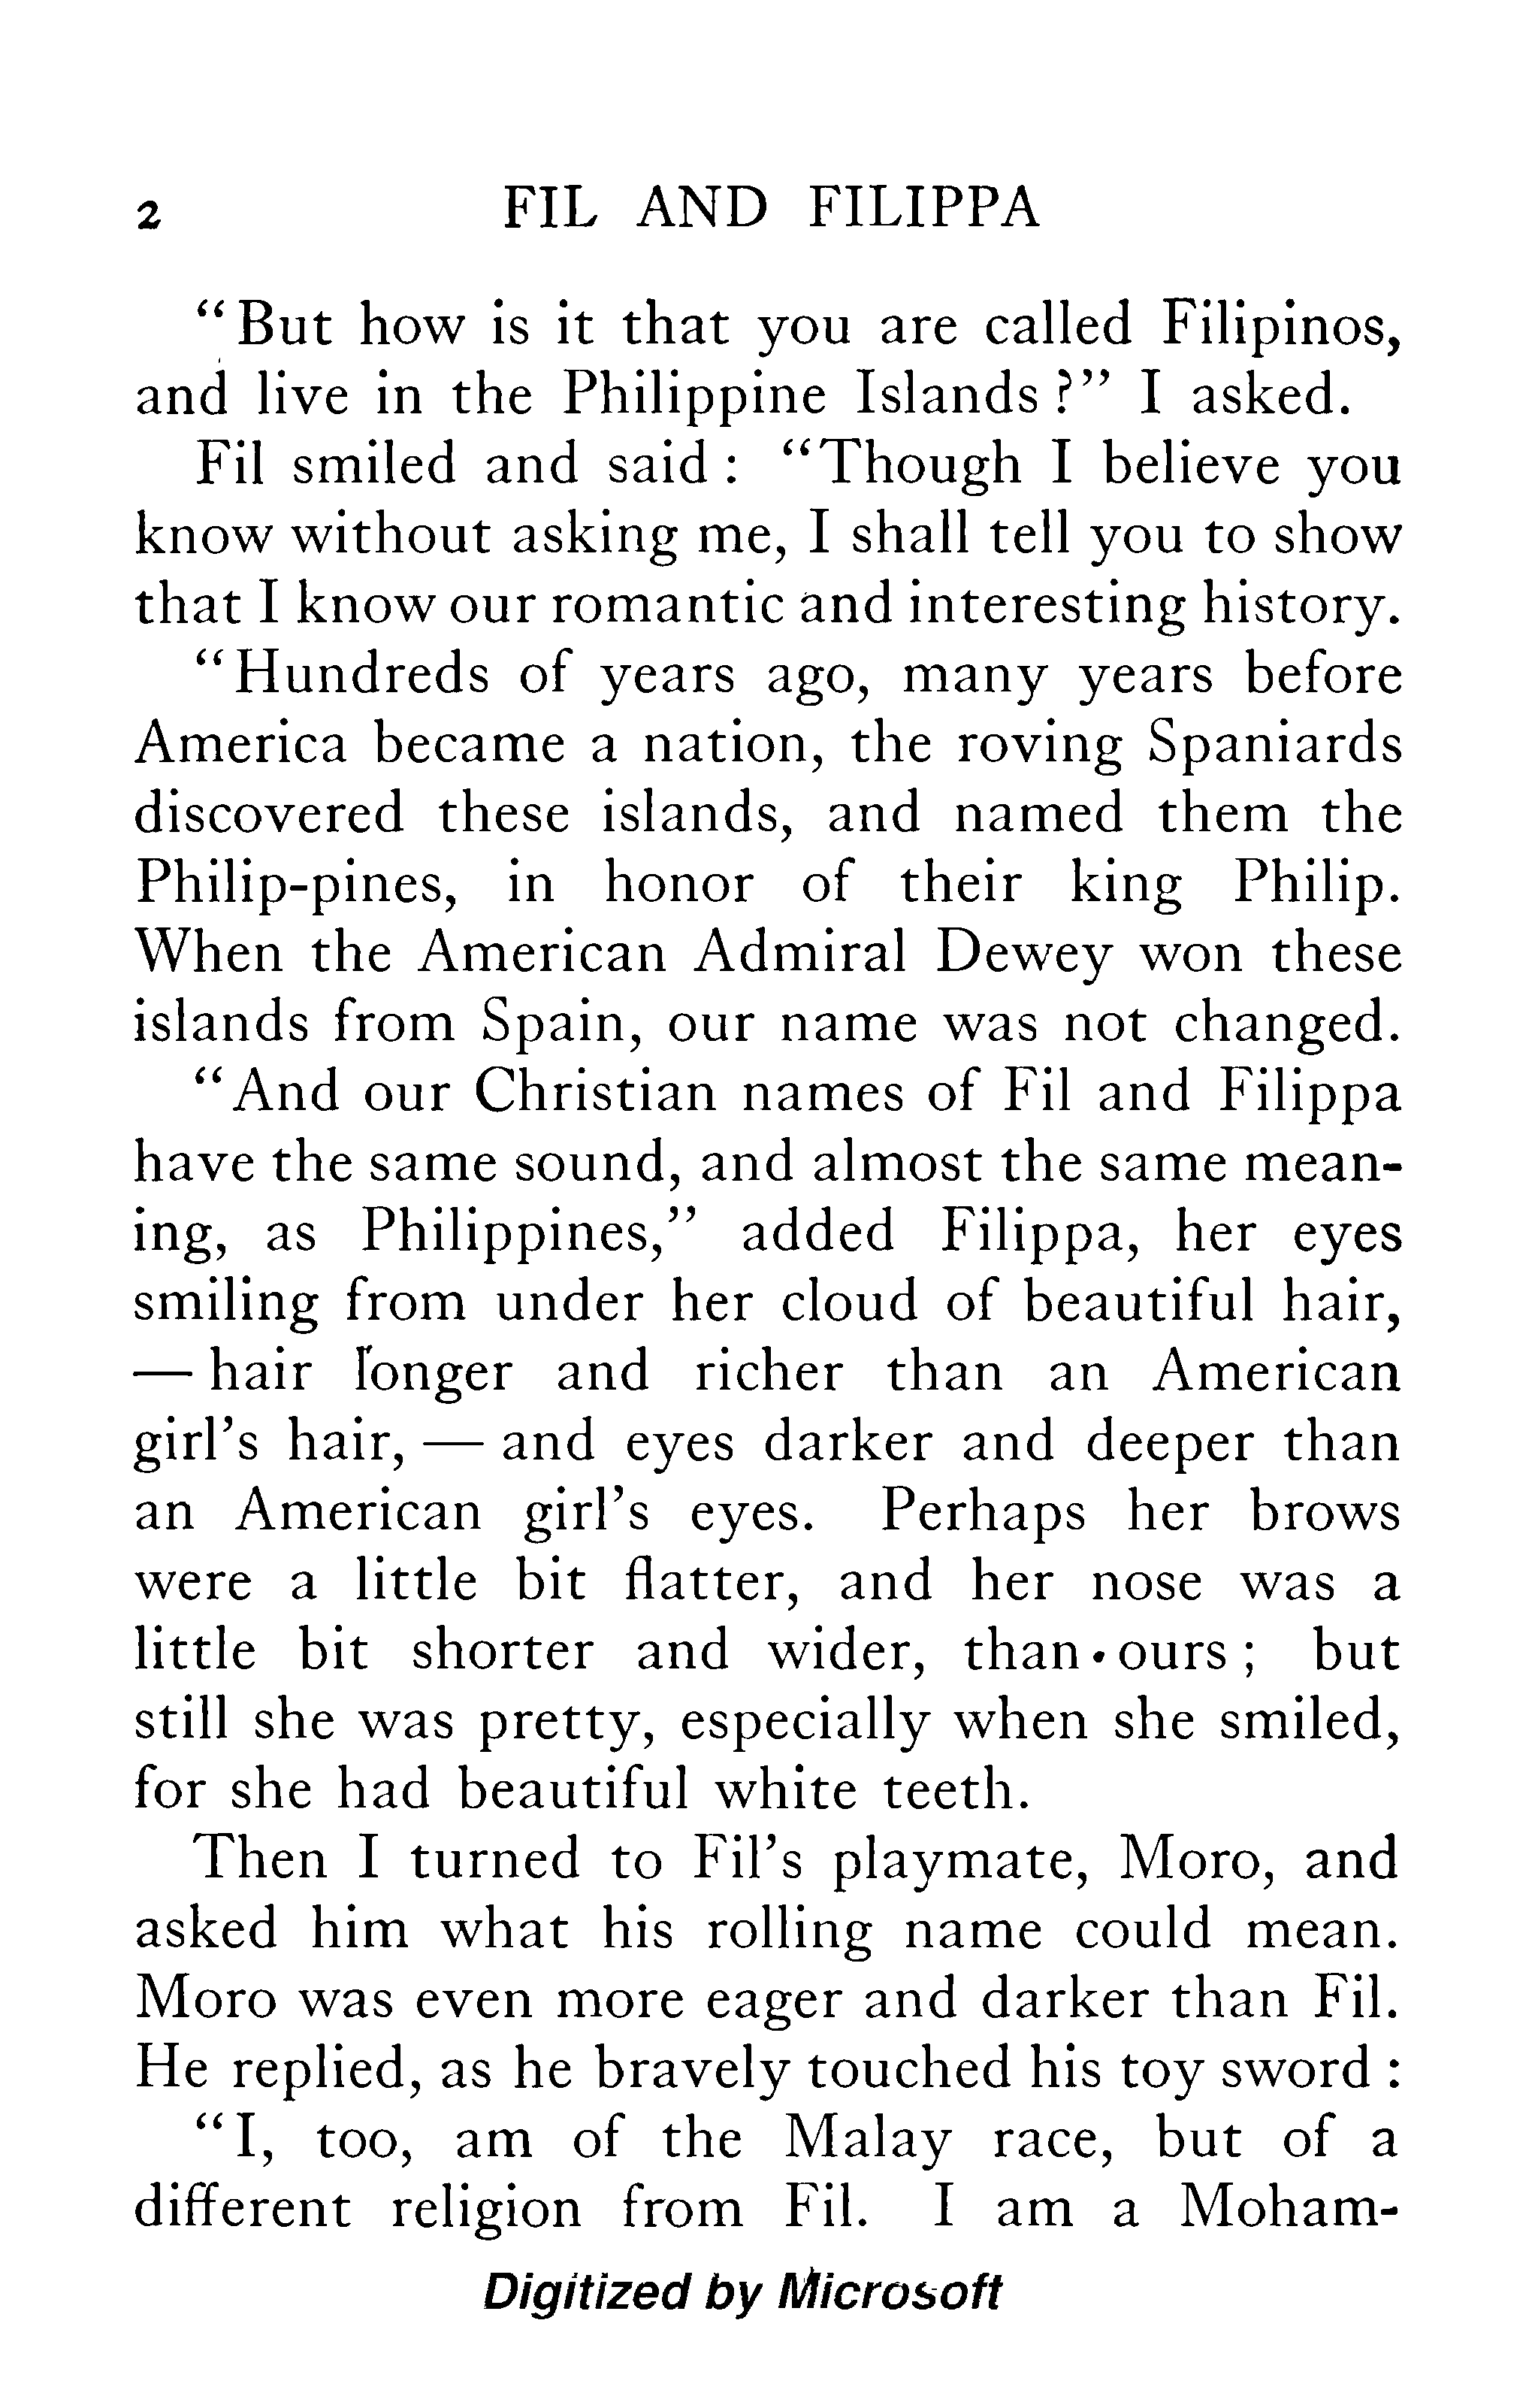 2 FIL AND FILIPPA
“But how is it that you are called Filipinos,
and live in the Philippine Islands?” I asked.
Fil smiled and said: “Though I believe you
know without asking me, I shall tell you to show
that I know our romantic and interesting history.
“Hundreds of years ago, many years before
America became a nation, the roving Spaniards
discovered these islands, and named them the
Philip-pines, in honor of their king Philip.
When the American Admiral Dewey won these
islands from Spain, our name was not changed.
“And our Christian names of Fil and Filippa
have the same sound, and almost the same mean-
ing, as Philippines,” added Filippa, her eyes
smiling from under her cloud of beautiful hair,
— hair longer and richer than an American
girl’s hair, — and eyes darker and deeper than
an American girl’s eyes. Perhaps her brows
were a little bit flatter, and her nose was a
little bit shorter and wider, than ours; but
still she was pretty, especially when she smiled,
for she had beautiful white teeth.
Then I turned to Fil’s playmate, Moro, and
asked him what his rolling name could mean.
Moro was even more eager and darker than Fil.
He replied, as he bravely touched his toy sword:
“I, too, am of the Malay race, but of a
different religion from Fil. I am a Moham-
Digitized by Microsoft